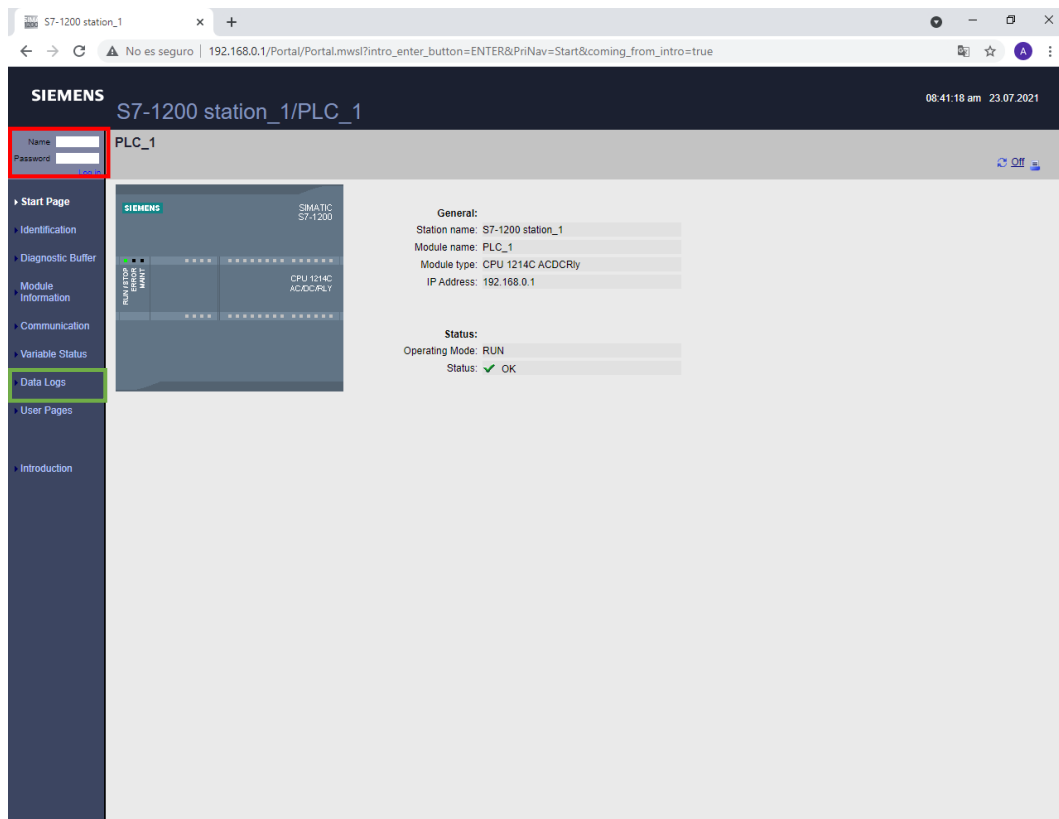 S7-1200 station_1
No es seguro | 192.168.0.1/Portal/Portal.mwsl?intro_enter_button=ENTER&PriNav=Start&coming_from_intro=true
A
SIEMENS
S7-1200 station_1/PLC_1
08:41:18 am 23.07.2021
Name
Password
Log in
PLC_1
Off
Start Page
Identification
Diagnostic Buffer
Module
Information
Communication
Variable Status
Data Logs
User Pages
Introduction
SIEMENS
SIMATIC
S7-1200
RUN / STOP
ERROR
MAINT
CPU 1214C
AC/DC/RLY
General:
Station name: S7-1200 station_1
Module name: PLC_1
Module type: CPU 1214C ACDCRly
IP Address: 192.168.0.1
Status:
Operating Mode: RUN
Status: OK